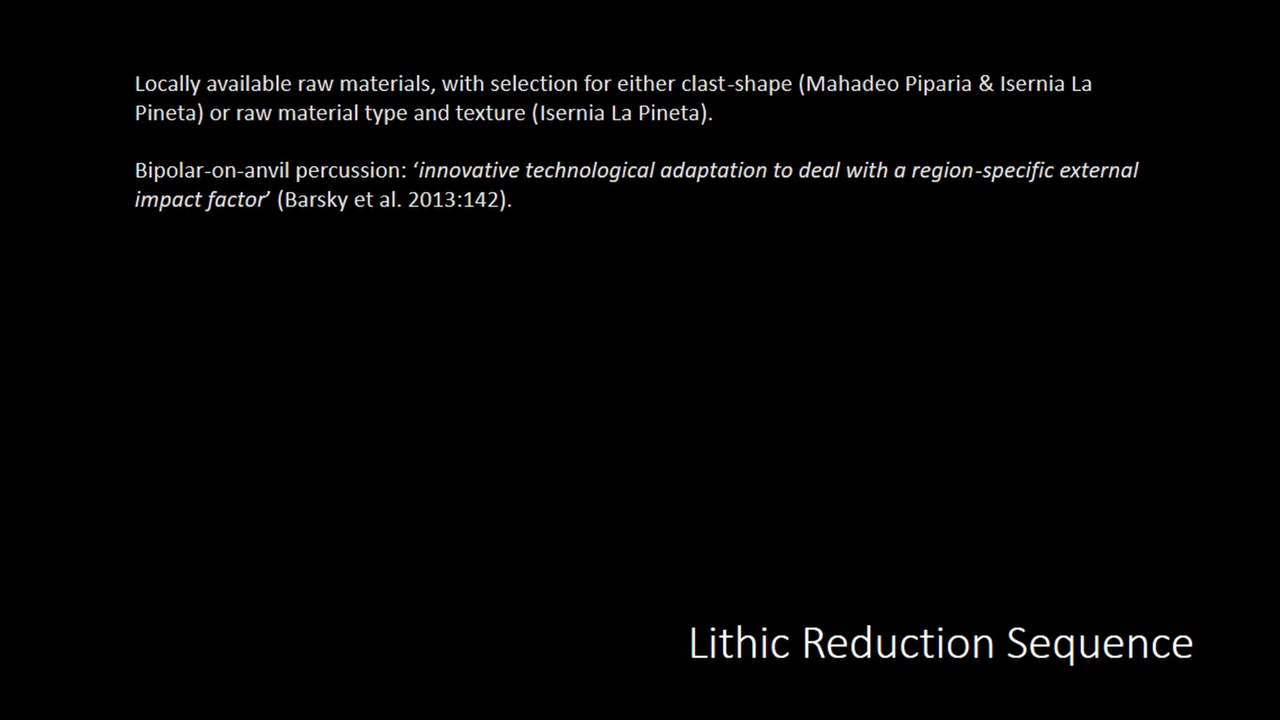 Locally available raw materials, with selection for either clast-shape (Mahadeo Piparia & Isernia La
Pineta) or raw material type and texture (Isernia La Pineta).
Bipolar-on-anvil percussion: ‘innovative technological adaptation to deal with a region-specific external
impact factor’ (Barsky et al. 2013:142).
Lithic Reduction Sequence